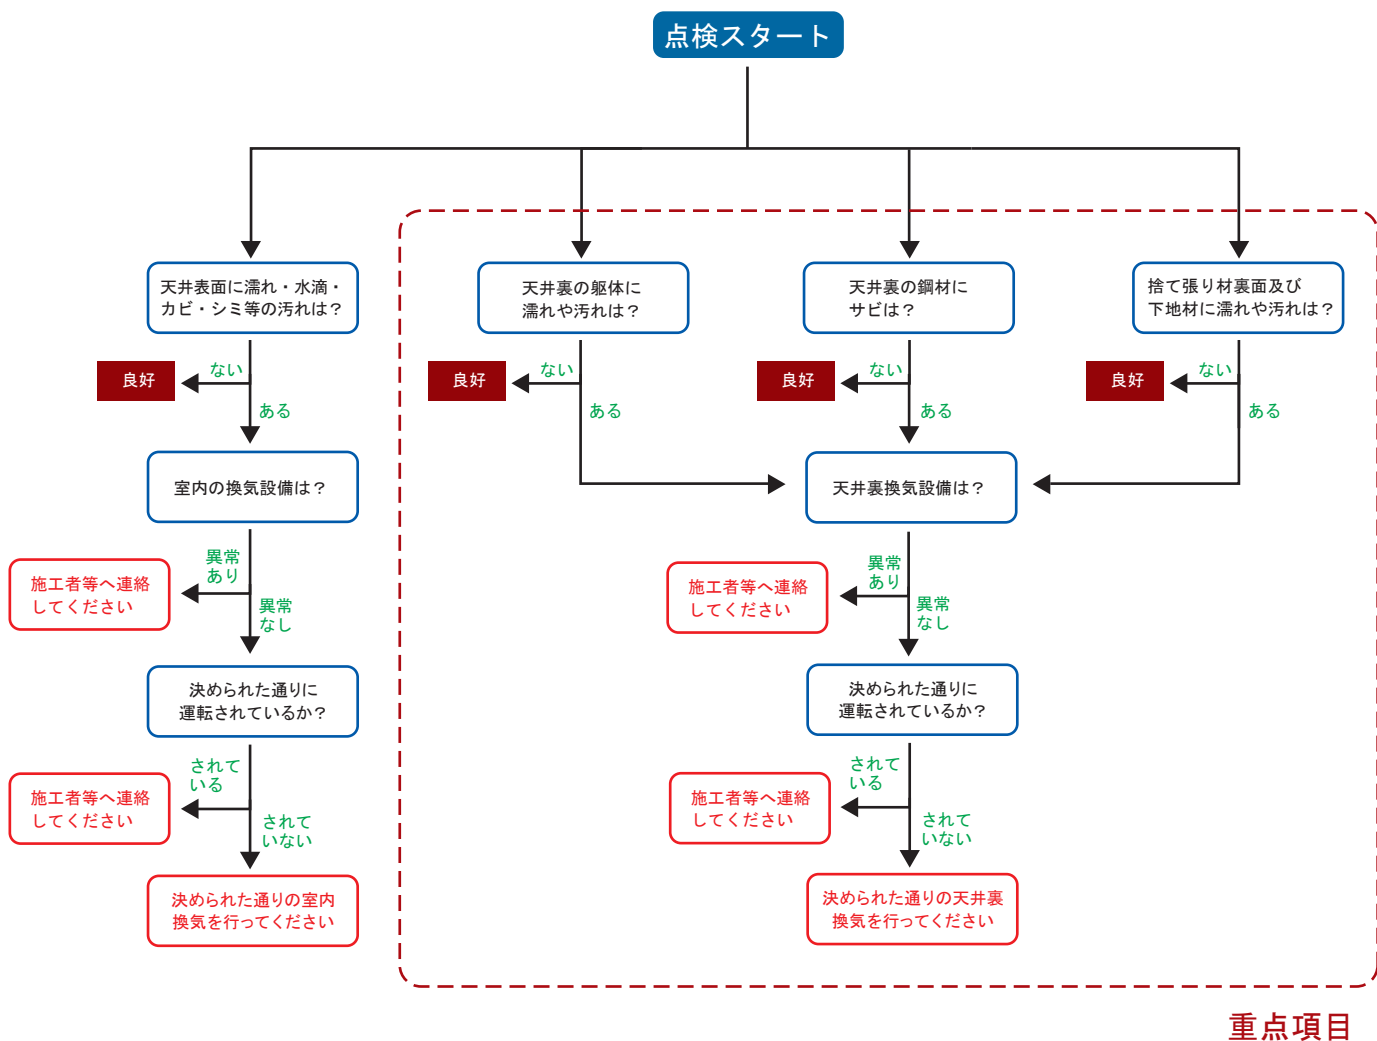 点検スタート
天井表面に濡れ・水滴・
カビ・シミ等の汚れは？
天井裏の躯体に
濡れや汚れは？
天井裏の鋼材に
サビは？
捨て張り材裏面及び
下地材に濡れや汚れは？
良好
ない
ある
良好
ない
ある
良好
ない
ある
良好
ない
ある
室内の換気設備は？
天井裏換気設備は？
異常
あり
施工者等へ連絡
してください
異常
なし
異常
あり
施工者等へ連絡
してください
異常
なし
決められた通りに
運転されているか？
決められた通りに
運転されているか？
されて
いる
施工者等へ連絡
してください
されて
いない
されて
いる
施工者等へ連絡
してください
されて
いない
決められた通りの室内
換気を行ってください
決められた通りの天井裏
換気を行ってください
重点項目